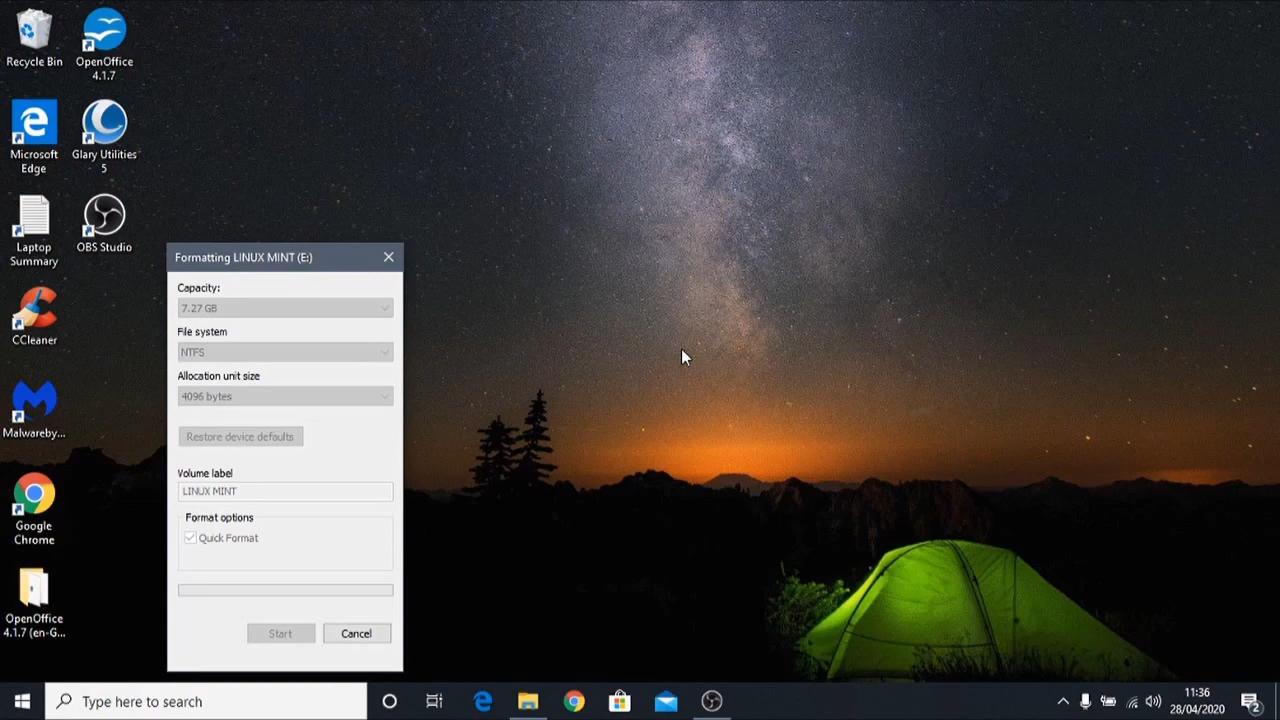 Recycle Bin
OpenOffice
4.1.7
Microsoft
Edge
Glary Utilities
5
Laptop
Summary
OBS Studio
CCleaner
Malwareby...
Google
Chrome
OpenOffice
4.1.7 (en-G...
Formatting LINUX MINT (E:)
Capacity:
7.27 GB
File system
NTFS
Allocation unit size
4096 bytes
Restore device defaults
Volume label
LINUX MINT
Format options
Quick Format
Start
Cancel
Type here to search
11:36
28/04/2020
2